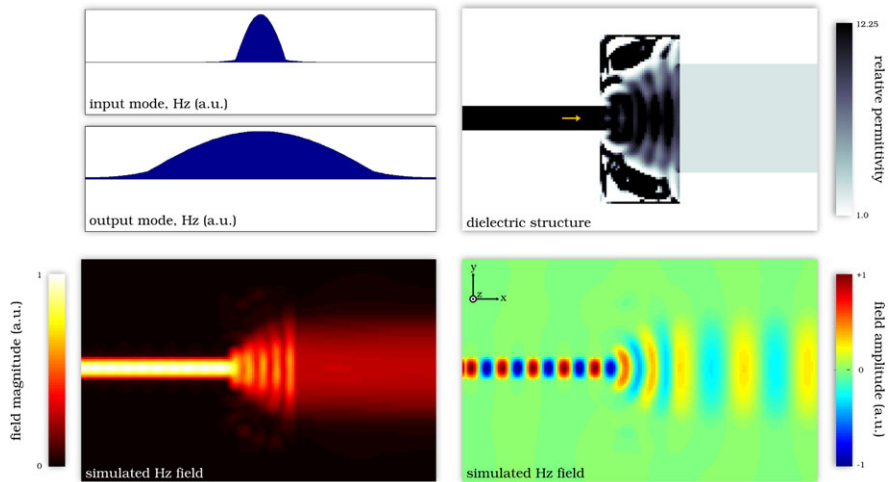 input mode, Hz (a.u.)
output mode, Hz (a.u.)
dielectric structure
12.25
relative permittivity
1.0
1
field magnitude (a.u.)
0
simulated Hz field
y
z
x
simulated Hz field
+1
0
field amplitude (a.u.)
-1